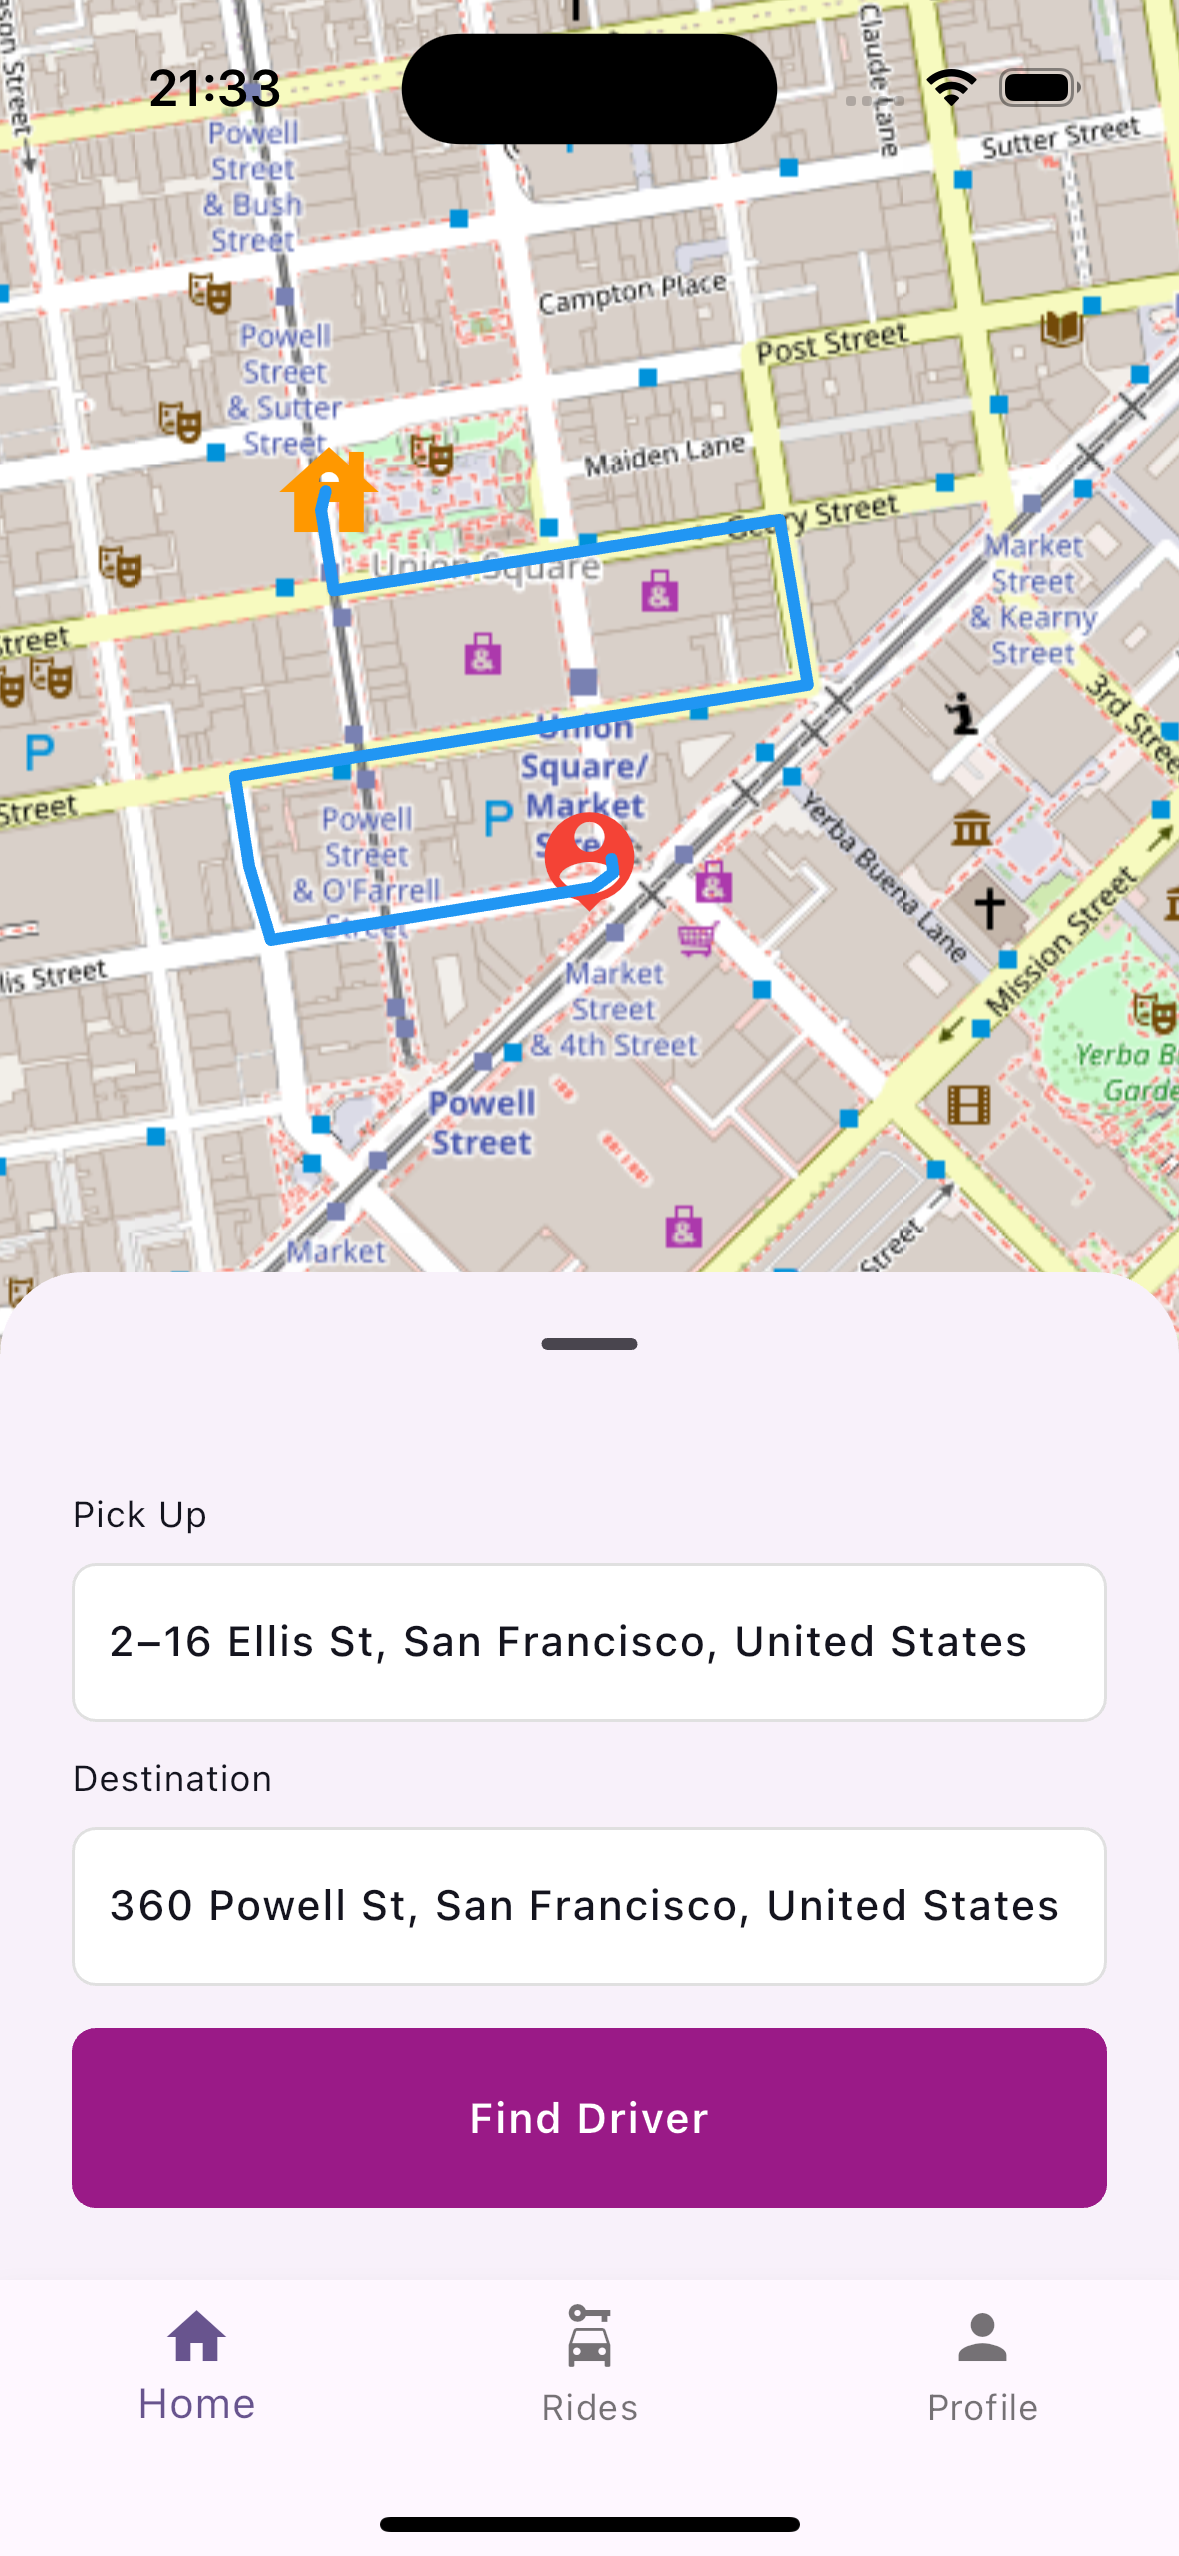 21:33
Claude Lane
Sutter Street
Powell
Street
& Bush
Street
Campton Place
Powell
Street
& Sutter
Street
Post Street
Maiden Lane
Geary Street
Union Square
Market
Street
& Kearny
Street
Street
3rd Street
P
Union
Square/
Market
Street
Street
P
Powell
Street
& O'Farrell
Street
Yerba Buena Lane
Mission Street
Market
Street
& 4th Street
Powell
Street
Market
Street
Pick Up
2–16 Ellis St, San Francisco, United States
Destination
360 Powell St, San Francisco, United States
Find Driver
Home
Rides
Profile